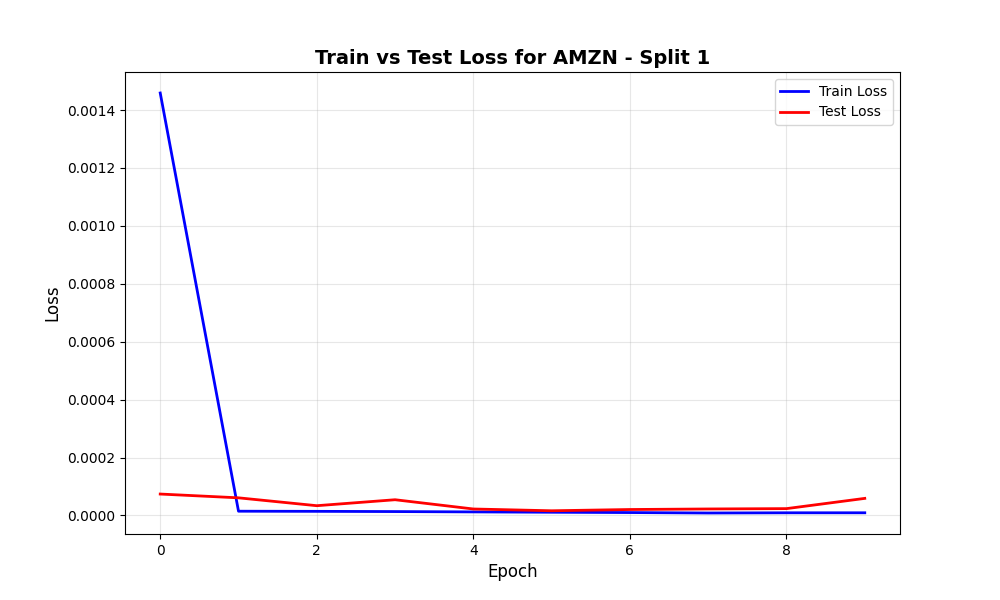 Train vs Test Loss for AMZN - Split 1
Train Loss
Test Loss
0.0014
0.0012
0.0010
0.0008
0.0006
0.0004
0.0002
0.0000
Loss
0 2 4 6 8
Epoch